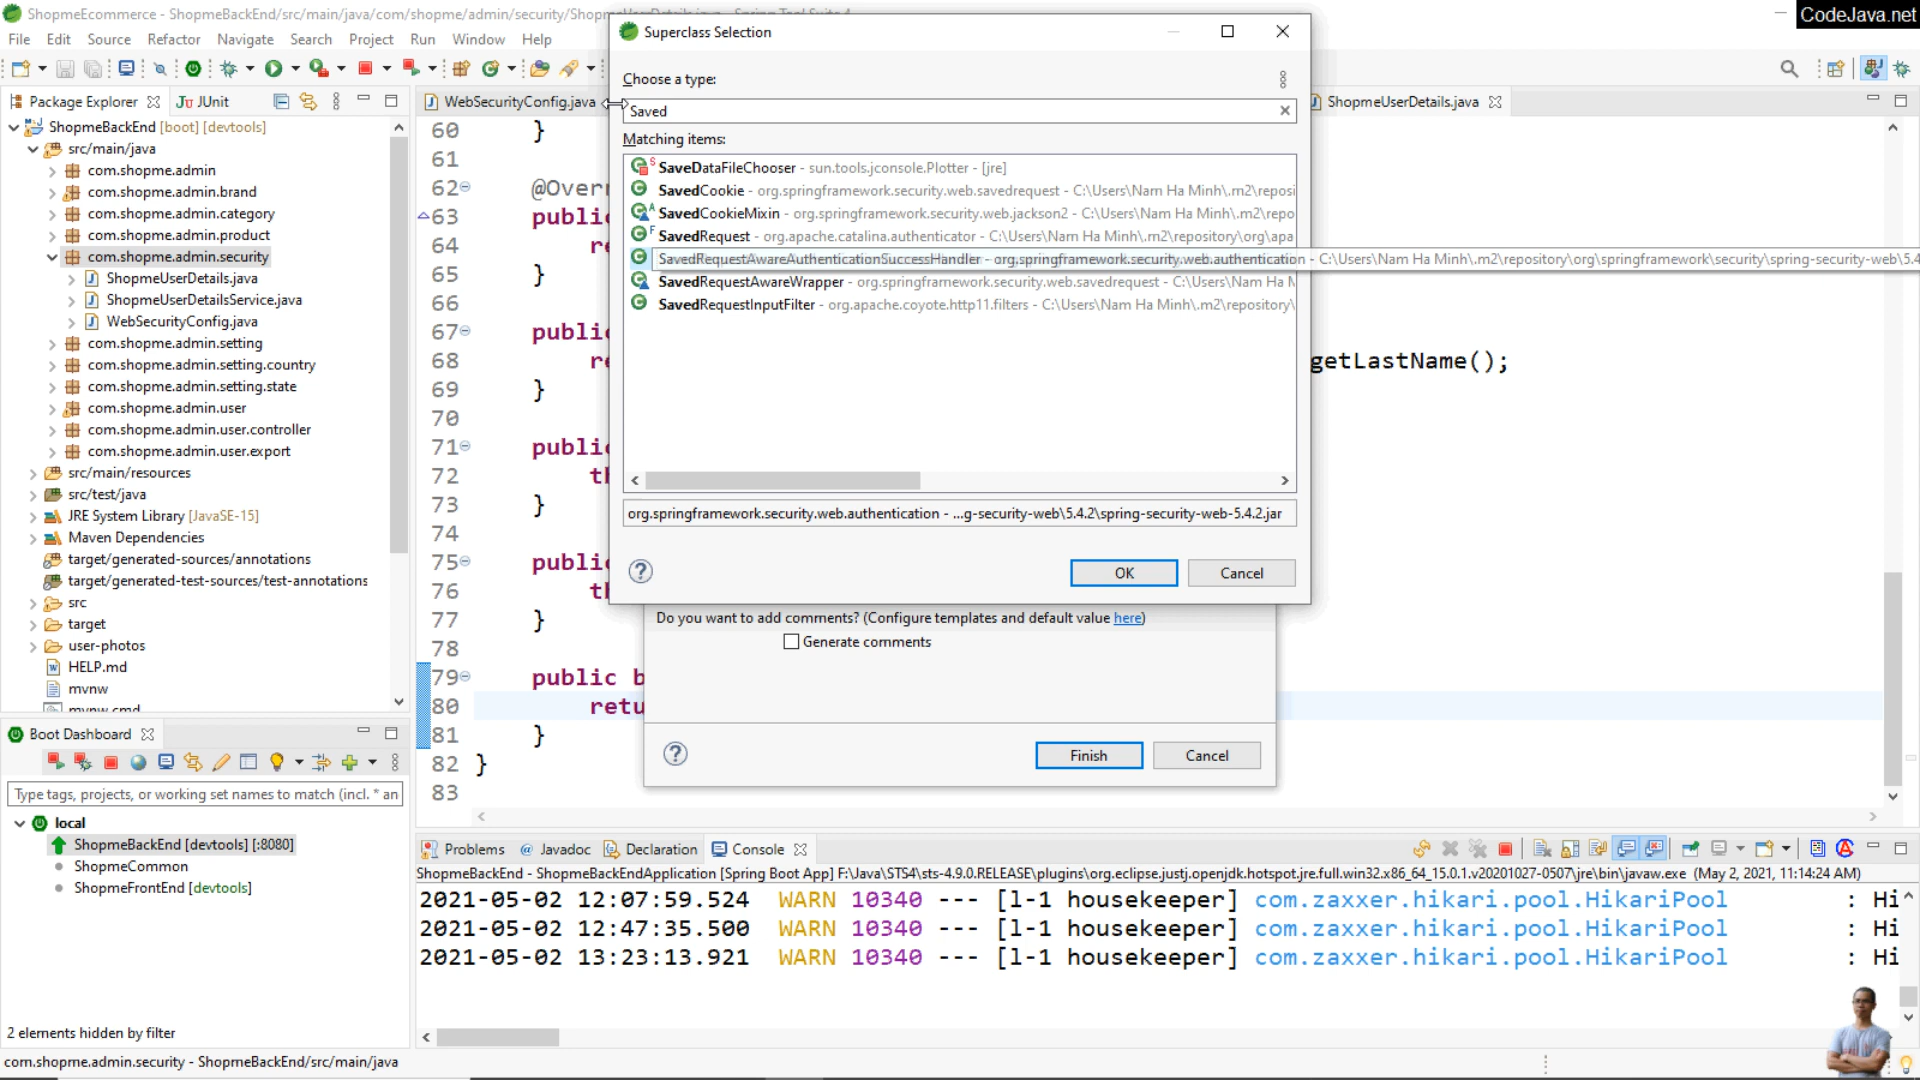 ShopmeEcommerce - ShopmeBackEnd/src/main/java/com/shopme/admin/security/
CodeJava.net
File Edit Source Refactor Navigate Search Project Run Window Help
Package Explorer
JUnit
ShopmeBackEnd [boot] [devtools]
src/main/java
com.shopme.admin
com.shopme.admin.brand
com.shopme.admin.category
com.shopme.admin.product
com.shopme.admin.security
ShopmeUserDetails.java
ShopmeUserDetailsService.java
WebSecurityConfig.java
com.shopme.admin.setting
com.shopme.admin.setting.country
com.shopme.admin.setting.state
com.shopme.admin.user
com.shopme.admin.user.controller
com.shopme.admin.user.export
src/main/resources
src/test/java
JRE System Library [JavaSE-15]
Maven Dependencies
target/generated-sources/annotations
target/generated-test-sources/test-annotations
src
target
user-photos
HELP.md
mvnw
mvnw.cmd
WebSecurityConfig.java
ShopmeUserDetails.java
60 }
61
62 @Overr
63 public
64 re
65 }
66
67 public
68 re getLastName();
69 }
70
71 public
72 th
73 }
74
75 public
76 th
77 }
78
79 public b
80 retu
81 }
82 }
83
Superclass Selection
Choose a type:
Saved
Matching items:
SaveDataFileChooser - sun.tools.jconsole.Plotter - [jre]
SavedCookie - org.springframework.security.web.savedrequest - C:\Users\Nam Ha Minh\.m2\reposi
SavedCookieMixin - org.springframework.security.web.jackson2 - C:\Users\Nam Ha Minh\.m2\repo
SavedRequest - org.apache.catalina.authenticator - C:\Users\Nam Ha Minh\.m2\repository\org\apa
SavedRequestAwareAuthenticationSuccessHandler - org.springframework.security.web.authentication - C:\Users\Nam Ha Minh\.m2\repository\org\springframework\security\spring-security-web\5.4
SavedRequestAwareWrapper - org.springframework.security.web.savedrequest - C:\Users\Nam Ha M
SavedRequestInputFilter - org.apache.coyote.http11.filters - C:\Users\Nam Ha Minh\.m2\repository\
org.springframework.security.web.authentication - ...g-security-web\5.4.2\spring-security-web-5.4.2.jar
OK
Cancel
Do you want to add comments? (Configure templates and default value here)
Generate comments
Finish
Cancel
Boot Dashboard
Type tags, projects, or working set names to match (incl. * an
local
ShopmeBackEnd [devtools] [:8080]
ShopmeCommon
ShopmeFrontEnd [devtools]
2 elements hidden by filter
Problems
Javadoc
Declaration
Console
ShopmeBackEnd - ShopmeBackEndApplication [Spring Boot App] F:\Java\STS4\sts-4.9.0.RELEASE\plugins\org.eclipse.justj.openjdk.hotspot.jre.full.win32.x86_64_15.0.1.v20201027-0507\jre\bin\javaw.exe (May 2, 2021, 11:14:24 AM)
2021-05-02 12:07:59.524 WARN 10340 --- [l-1 housekeeper] com.zaxxer.hikari.pool.HikariPool : Hi
2021-05-02 12:47:35.500 WARN 10340 --- [l-1 housekeeper] com.zaxxer.hikari.pool.HikariPool : Hi
2021-05-02 13:23:13.921 WARN 10340 --- [l-1 housekeeper] com.zaxxer.hikari.pool.HikariPool : Hi
com.shopme.admin.security - ShopmeBackEnd/src/main/java